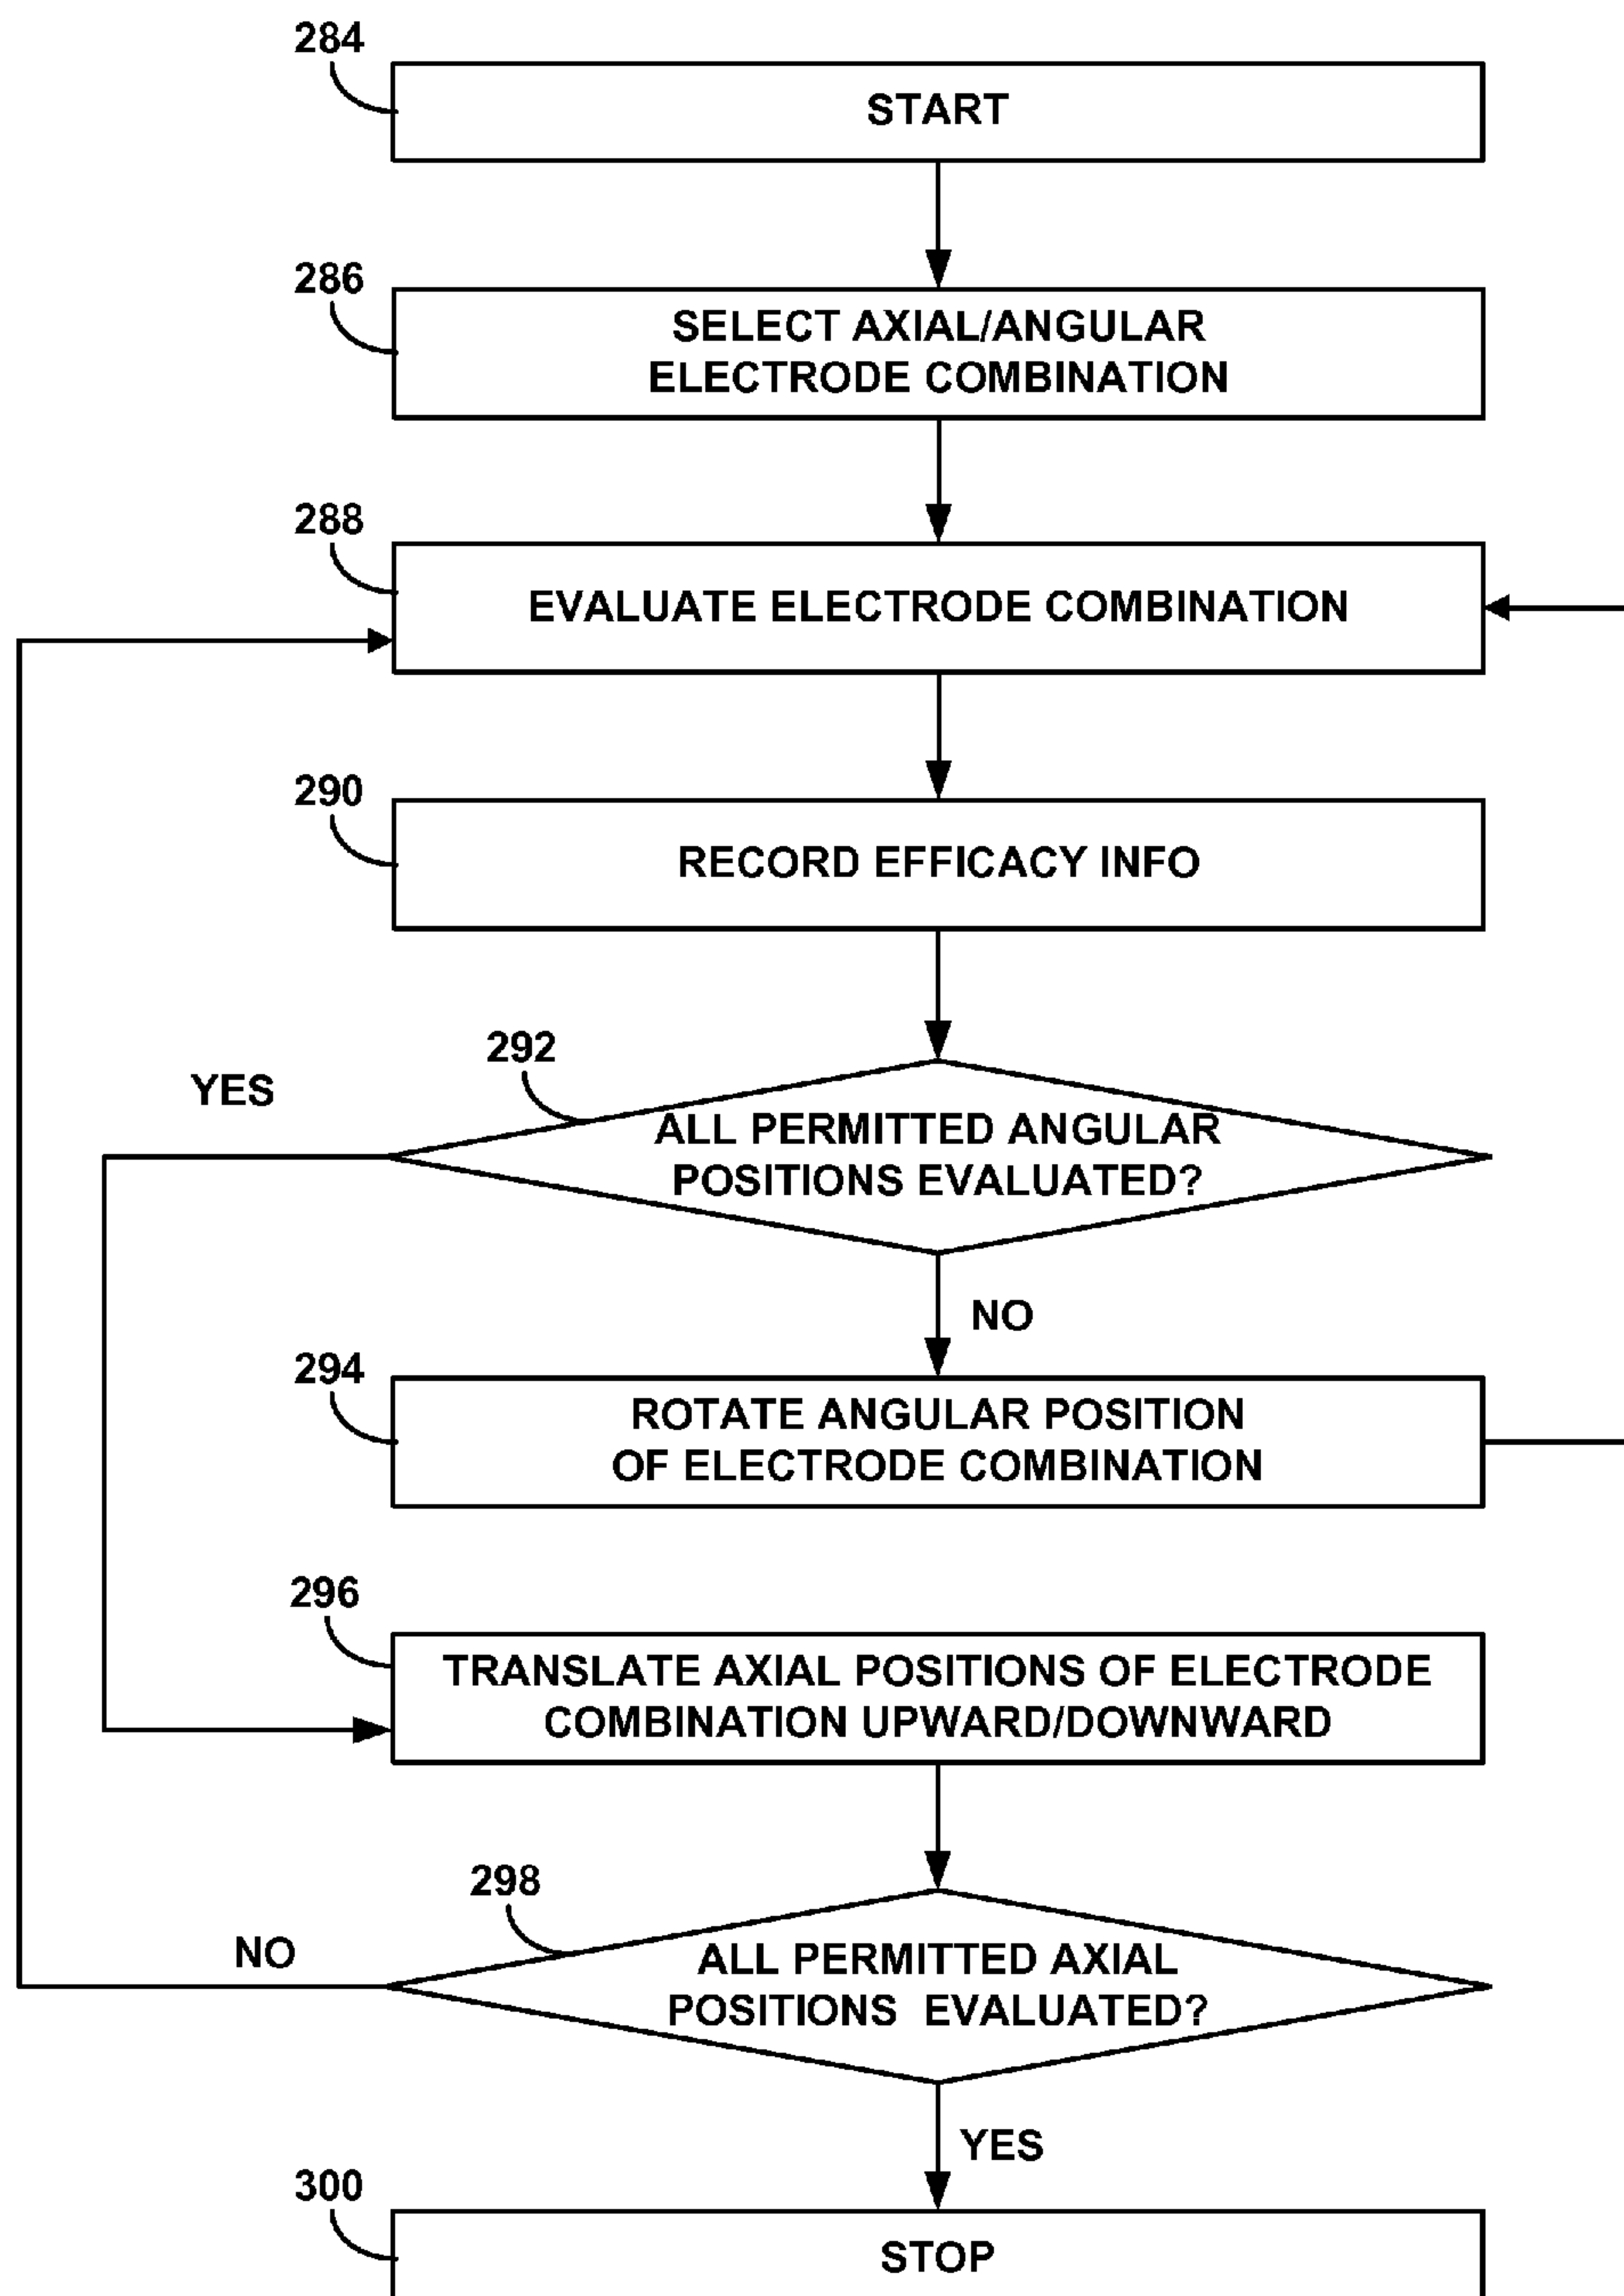 284
START
286
SELECT AXIAL/ANGULAR
ELECTRODE COMBINATION
288
EVALUATE ELECTRODE COMBINATION
290
RECORD EFFICACY INFO
292
YES
ALL PERMITTED ANGULAR
POSITIONS EVALUATED?
NO
294
ROTATE ANGULAR POSITION
OF ELECTRODE COMBINATION
296
TRANSLATE AXIAL POSITIONS OF ELECTRODE
COMBINATION UPWARD/DOWNWARD
298
NO
ALL PERMITTED AXIAL
POSITIONS EVALUATED?
YES
300
STOP